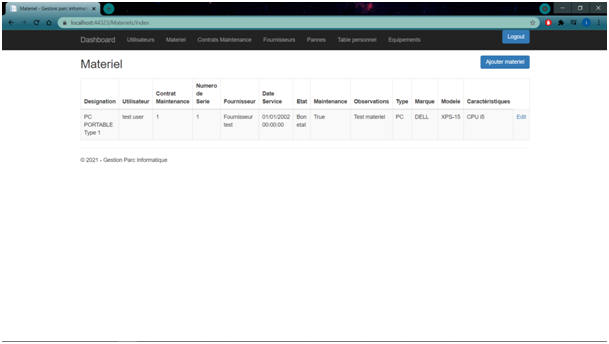 Materiel - Gestion parc informa
localhost:44323/Materiels/Index
Dashboard Utilisateurs Materiel Contrats Maintenance Fournisseurs Pannes Table personnel Equipements Logout
Materiel
Ajouter materiel
Designation Utilisateur Contrat Maintenance Numero de Serie Fournisseur Date Service Etat Maintenance Observations Type Marque Modele Caractéristiques
PC PORTABLE Type 1 test user 1 1 Fournisseur test 01/01/2002 00:00:00 Bon etat True Test materiel PC DELL XPS-15 CPU i5 Edit
© 2021 - Gestion Parc Informatique